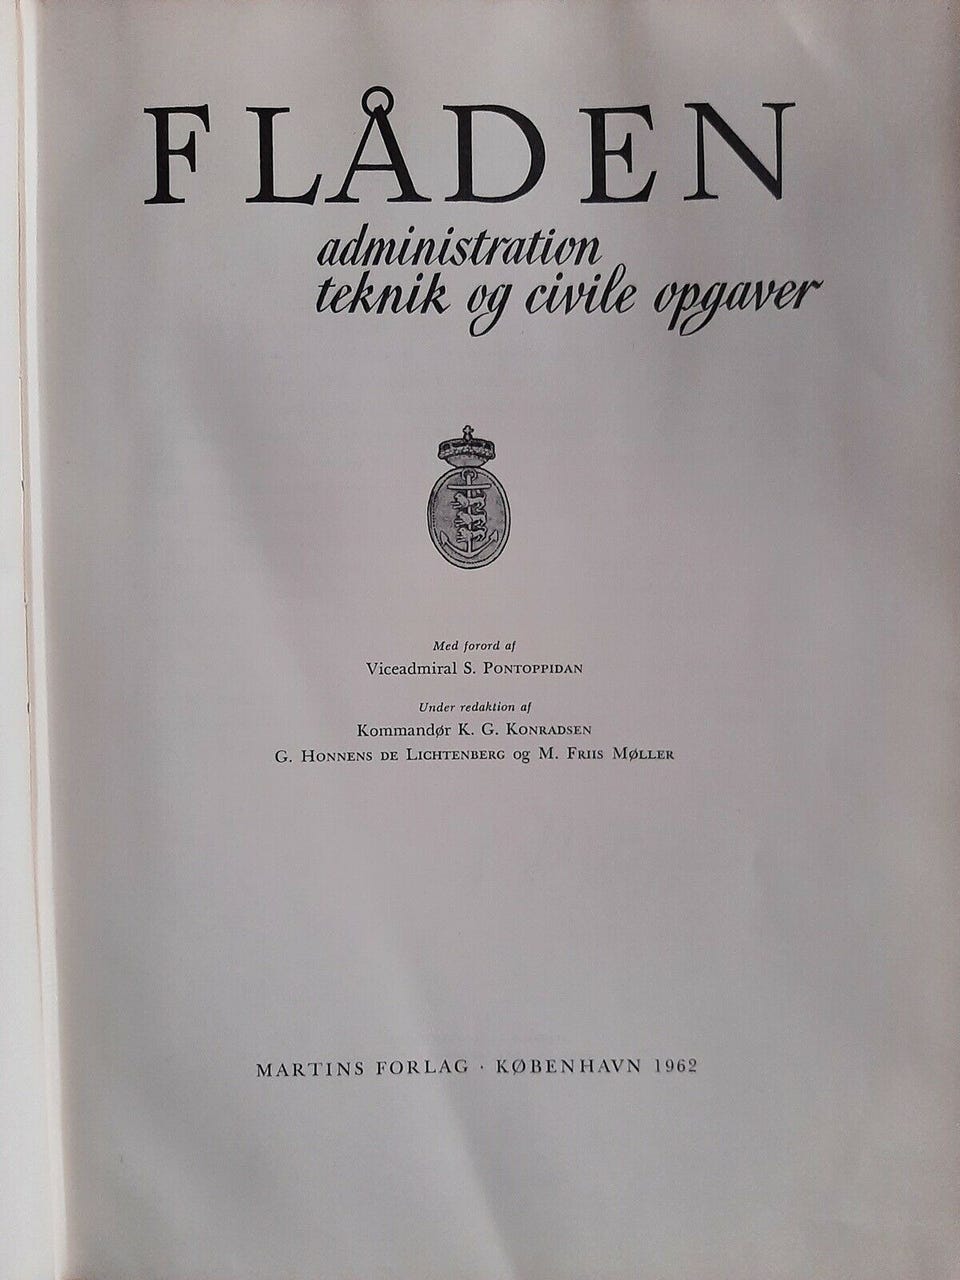 FLÅDEN
administration
teknik og civile opgaver
Med forord af
Viceadmiral S. PONTOPPIDAN
Under redaktion af
Kommandør K. G. KONRADSEN
G. HONNENS DE LICHTENBERG og M. FRIIS MØLLER
MARTINS FORLAG · KØBENHAVN 1962